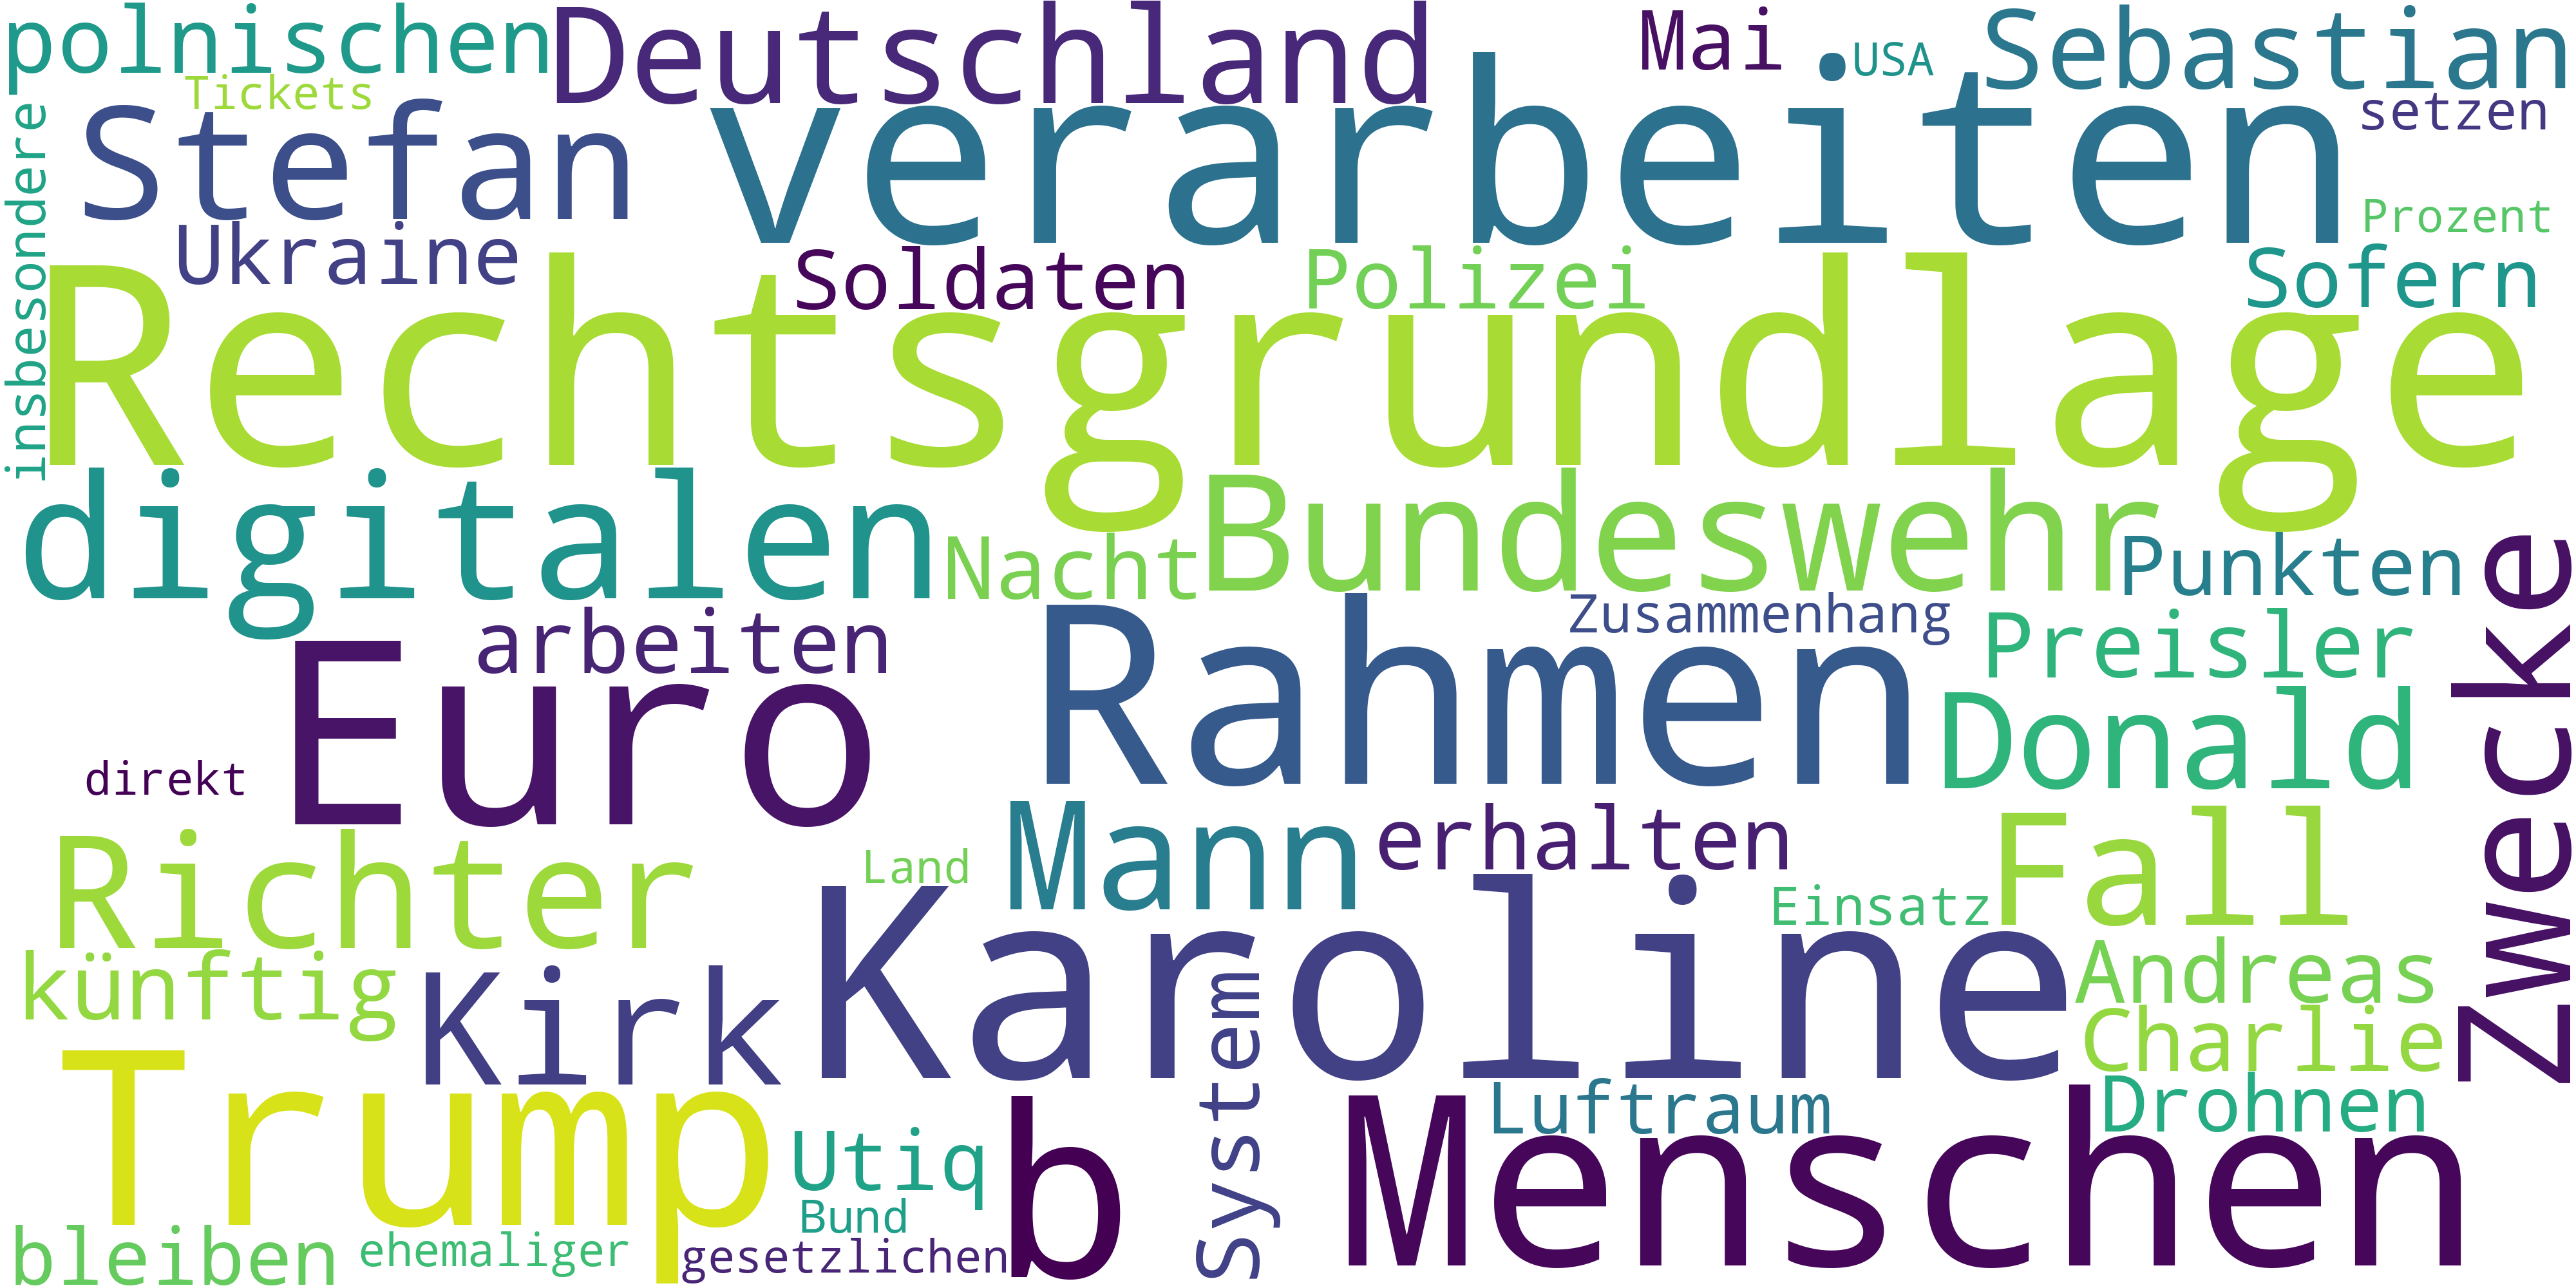 polnischen
Deutschland
Mai
USA
Sebastian
Tickets
setzen
insbesondere
Stefan
verarbeiten
Prozent
Ukraine
Soldaten
Polizei
Sofern
Rechtsgrundlage
digitalen
Nacht
Bundeswehr
Punkten
Zwecke
arbeiten
Zusammenhang
Preisler
Euro
Rahmen
Donald
direkt
Mann
erhalten
Fall
Richter
Land
Einsatz
künftig
Kirk
Karoline
Andreas
Charlie
System
Trump
Luftraum
Drohnen
Utiq
b
Menschen
Bund
bleiben
ehemaliger
gesetzlichen